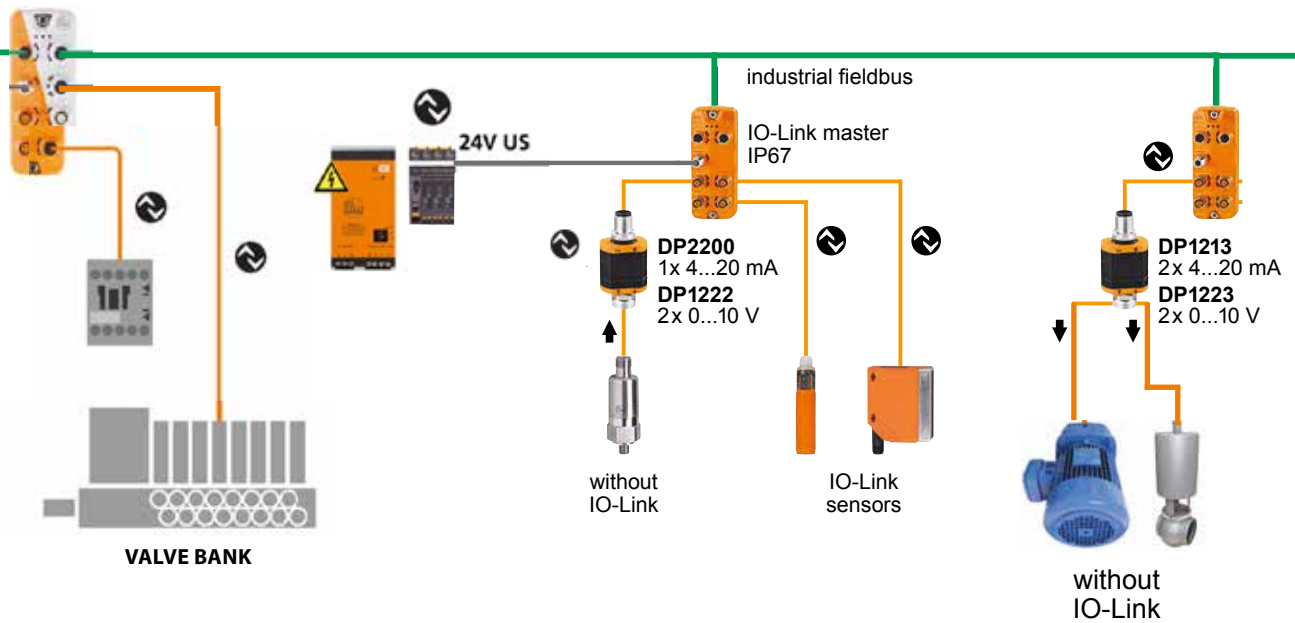 industrial fieldbus
24V US
IO-Link master
IP67
DP2200
1x 4...20 mA
DP1222
2x 0...10 V
DP1213
2x 4...20 mA
DP1223
2x 0...10 V
without
IO-Link
IO-Link
sensors
VALVE BANK
without
IO-Link